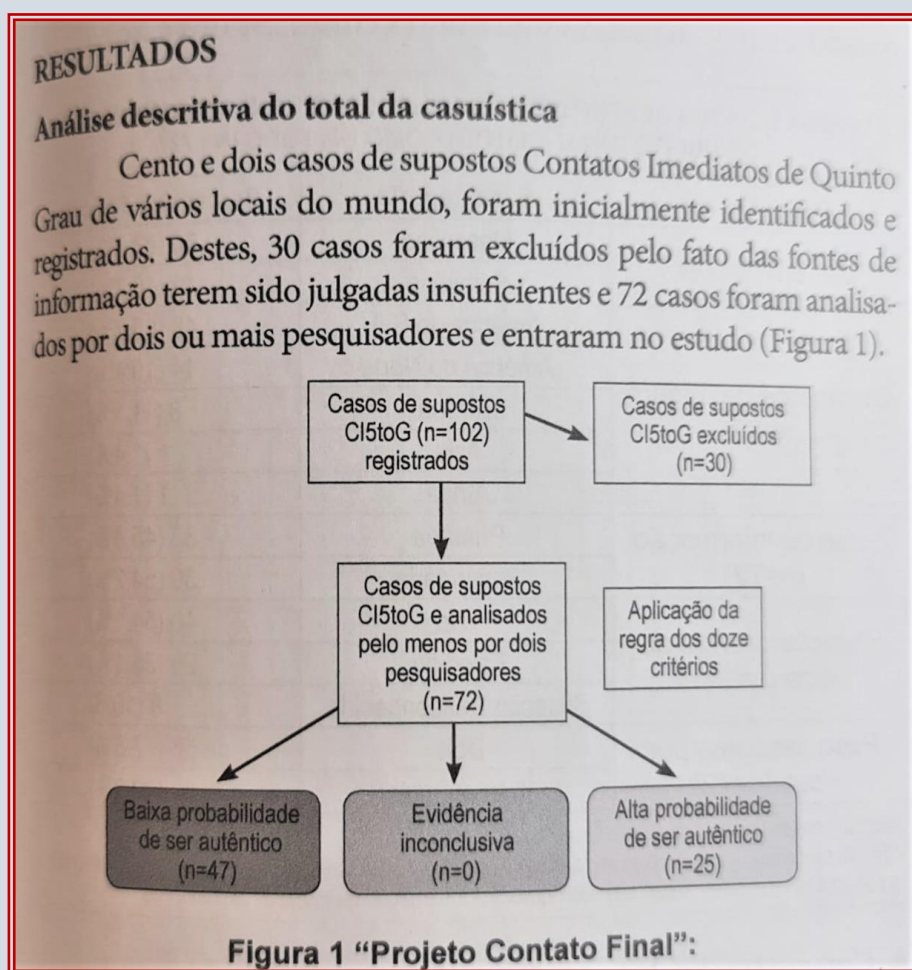 RESULTADOS
Análise descritiva do total da casuística
Cento e dois casos de supostos Contatos Imediatos de Quinto
Grau de vários locais do mundo, foram inicialmente identificados e
registrados. Destes, 30 casos foram excluídos pelo fato das fontes de
informação terem sido julgadas insuficientes e 72 casos foram analisa-
dos por dois ou mais pesquisadores e entraram no estudo (Figura 1).
Casos de supostos
CI5toG (n=102)
registrados
Casos de supostos
CI5toG excluídos
(n=30)
Casos de supostos
CI5toG e analisados
pelo menos por dois
pesquisadores
(n=72)
Aplicação da
regra dos doze
critérios
Baixa probabilidade
de ser autêntico
(n=47)
Evidência
inconclusiva
(n=0)
Alta probabilidade
de ser autêntico
(n=25)
Figura 1 “Projeto Contato Final”: